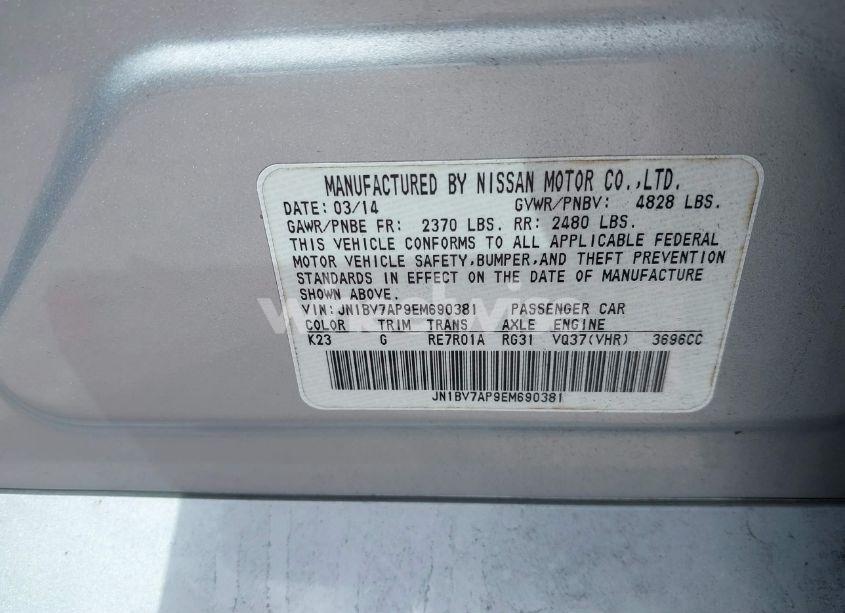 MANUFACTURED BY NISSAN MOTOR CO.,LTD.
DATE: 03/14 GVWR/PNBV: 4828 LBS.
GAWR/PNBE FR: 2370 LBS. RR: 2480 LBS.
THIS VEHICLE CONFORMS TO ALL APPLICABLE FEDERAL
MOTOR VEHICLE SAFETY,BUMPER,AND THEFT PREVENTION
STANDARDS IN EFFECT ON THE DATE OF MANUFACTURE
SHOWN ABOVE.
VIN:JN1BV7AP9EM690381 PASSENGER CAR
COLOR TRIM TRANS AXLE ENGINE
K23 G RE7R01A RG31 VQ37(VHR) 3696CC
JN1BV7AP9EM690381